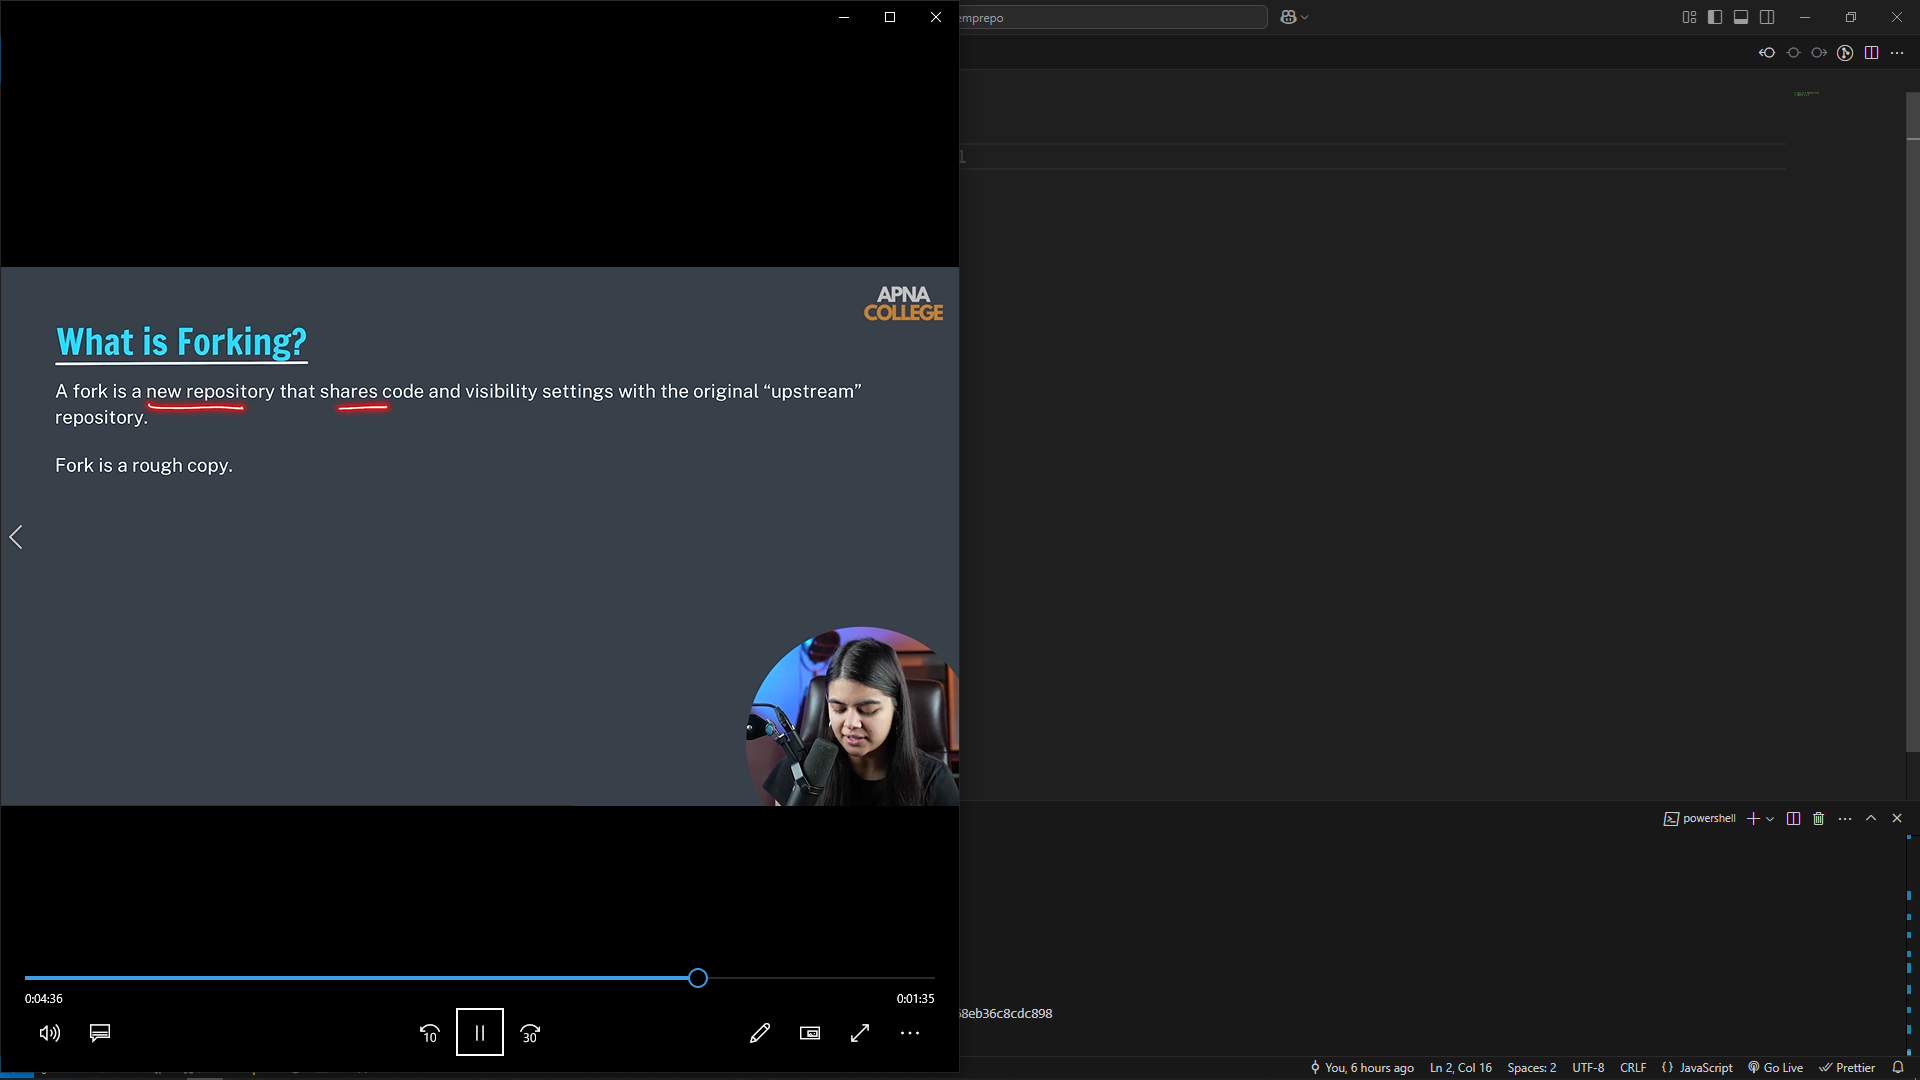 emprepo
APNA
COLLEGE
What is Forking?
A fork is a new repository that shares code and visibility settings with the original “upstream”
repository.
Fork is a rough copy.
powershell
0:04:36
0:01:35
10
30
8eb36c8cdc898
You, 6 hours ago
Ln 2, Col 16
Spaces: 2
UTF-8
CRLF
{ } JavaScript
Go Live
Prettier